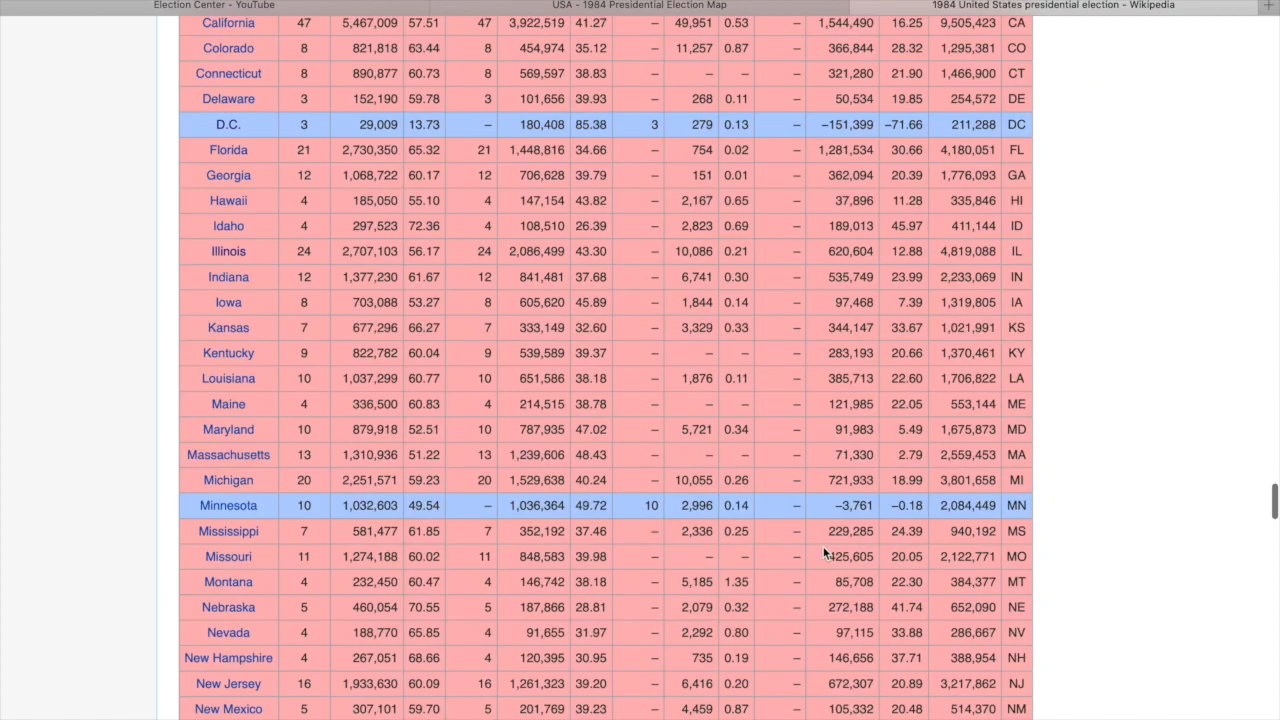 Election Center - YouTube USA - 1984 Presidential Election Map 1984 United States presidential election - Wikipedia +
California 47 5,467,009 57.51 47 3,922,519 41.27 – 49,951 0.53 – 1,544,490 16.25 9,505,423 CA
Colorado 8 821,818 63.44 8 454,974 35.12 – 11,257 0.87 – 366,844 28.32 1,295,381 CO
Connecticut 8 890,877 60.73 8 569,597 38.83 – – – – 321,280 21.90 1,466,900 CT
Delaware 3 152,190 59.78 3 101,656 39.93 – 268 0.11 – 50,534 19.85 254,572 DE
D.C. 3 29,009 13.73 – 180,408 85.38 3 279 0.13 – −151,399 −71.66 211,288 DC
Florida 21 2,730,350 65.32 21 1,448,816 34.66 – 754 0.02 – 1,281,534 30.66 4,180,051 FL
Georgia 12 1,068,722 60.17 12 706,628 39.79 – 151 0.01 – 362,094 20.39 1,776,093 GA
Hawaii 4 185,050 55.10 4 147,154 43.82 – 2,167 0.65 – 37,896 11.28 335,846 HI
Idaho 4 297,523 72.36 4 108,510 26.39 – 2,823 0.69 – 189,013 45.97 411,144 ID
Illinois 24 2,707,103 56.17 24 2,086,499 43.30 – 10,086 0.21 – 620,604 12.88 4,819,088 IL
Indiana 12 1,377,230 61.67 12 841,481 37.68 – 6,741 0.30 – 535,749 23.99 2,233,069 IN
Iowa 8 703,088 53.27 8 605,620 45.89 – 1,844 0.14 – 97,468 7.39 1,319,805 IA
Kansas 7 677,296 66.27 7 333,149 32.60 – 3,329 0.33 – 344,147 33.67 1,021,991 KS
Kentucky 9 822,782 60.04 9 539,589 39.37 – – – – 283,193 20.66 1,370,461 KY
Louisiana 10 1,037,299 60.77 10 651,586 38.18 – 1,876 0.11 – 385,713 22.60 1,706,822 LA
Maine 4 336,500 60.83 4 214,515 38.78 – – – – 121,985 22.05 553,144 ME
Maryland 10 879,918 52.51 10 787,935 47.02 – 5,721 0.34 – 91,983 5.49 1,675,873 MD
Massachusetts 13 1,310,936 51.22 13 1,239,606 48.43 – – – – 71,330 2.79 2,559,453 MA
Michigan 20 2,251,571 59.23 20 1,529,638 40.24 – 10,055 0.26 – 721,933 18.99 3,801,658 MI
Minnesota 10 1,032,603 49.54 – 1,036,364 49.72 10 2,996 0.14 – −3,761 −0.18 2,084,449 MN
Mississippi 7 581,477 61.85 7 352,192 37.46 – 2,336 0.25 – 229,285 24.39 940,192 MS
Missouri 11 1,274,188 60.02 11 848,583 39.98 – – – – 425,605 20.05 2,122,771 MO
Montana 4 232,450 60.47 4 146,742 38.18 – 5,185 1.35 – 85,708 22.30 384,377 MT
Nebraska 5 460,054 70.55 5 187,866 28.81 – 2,079 0.32 – 272,188 41.74 652,090 NE
Nevada 4 188,770 65.85 4 91,655 31.97 – 2,292 0.80 – 97,115 33.88 286,667 NV
New Hampshire 4 267,051 68.66 4 120,395 30.95 – 735 0.19 – 146,656 37.71 388,954 NH
New Jersey 16 1,933,630 60.09 16 1,261,323 39.20 – 6,416 0.20 – 672,307 20.89 3,217,862 NJ
New Mexico 5 307,101 59.70 5 201,769 39.23 – 4,459 0.87 – 105,332 20.48 514,370 NM